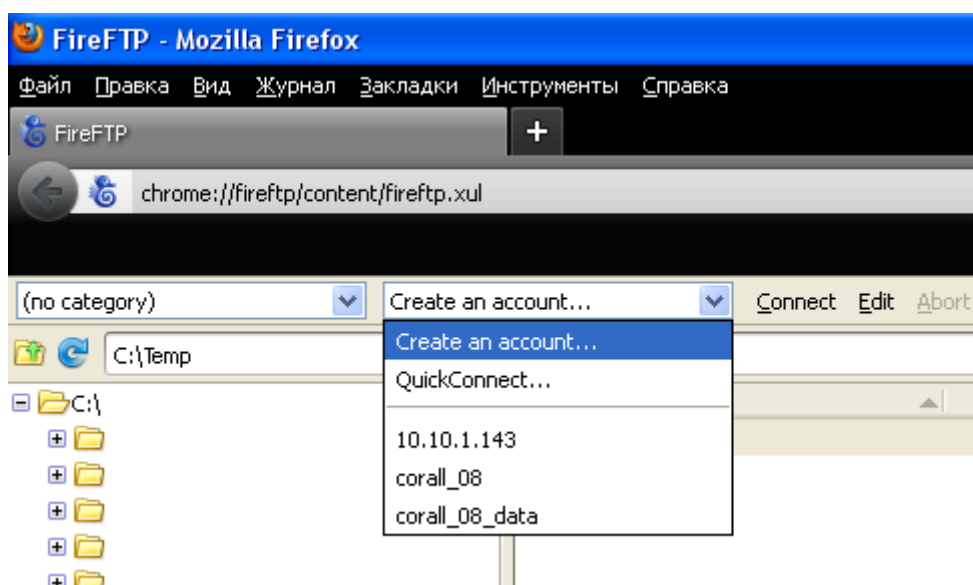 FireFTP - Mozilla Firefox
Файл Правка Вид Журнал Закладки Инструменты Справка
FireFTP +
chrome://fireftp/content/fireftp.xul
(no category) Create an account... Connect Edit Abort
C:\Temp
Create an account...
QuickConnect...
C:\
10.10.1.143
corall_08
corall_08_data